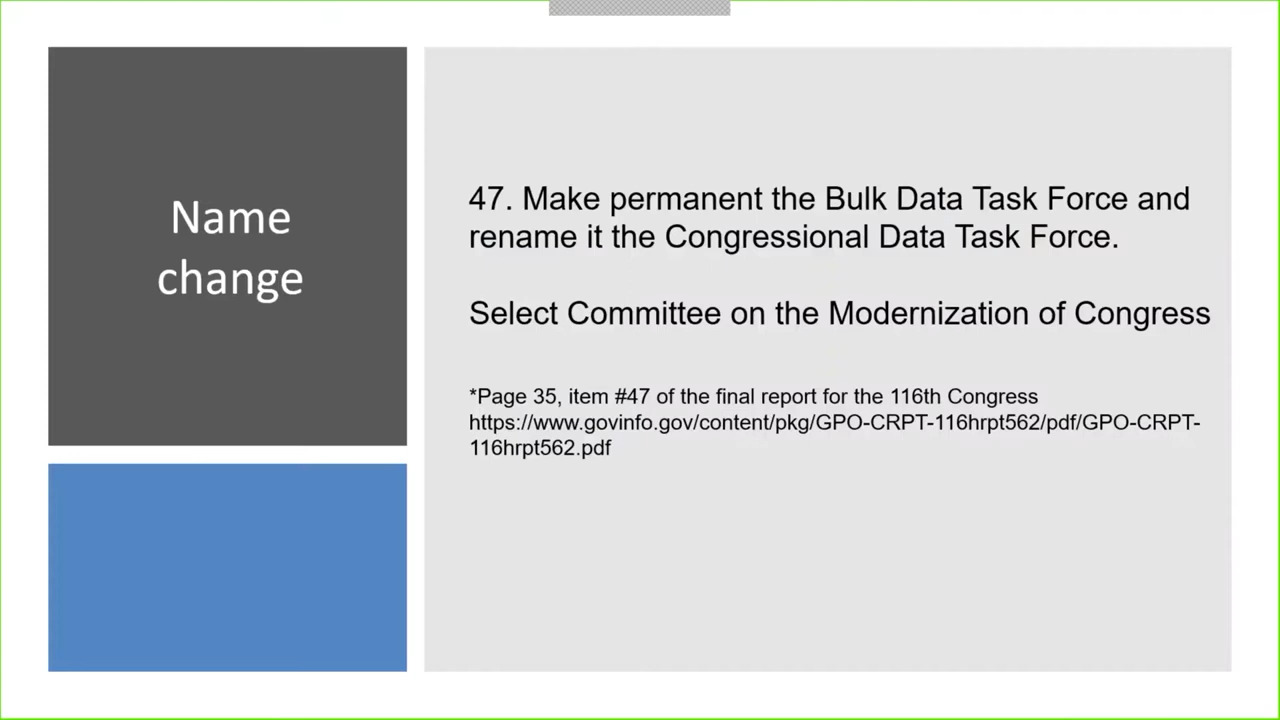 Name
change
47. Make permanent the Bulk Data Task Force and
rename it the Congressional Data Task Force.
Select Committee on the Modernization of Congress
*Page 35, item #47 of the final report for the 116th Congress
https://www.govinfo.gov/content/pkg/GPO-CRPT-116hrpt562/pdf/GPO-CRPT-
116hrpt562.pdf